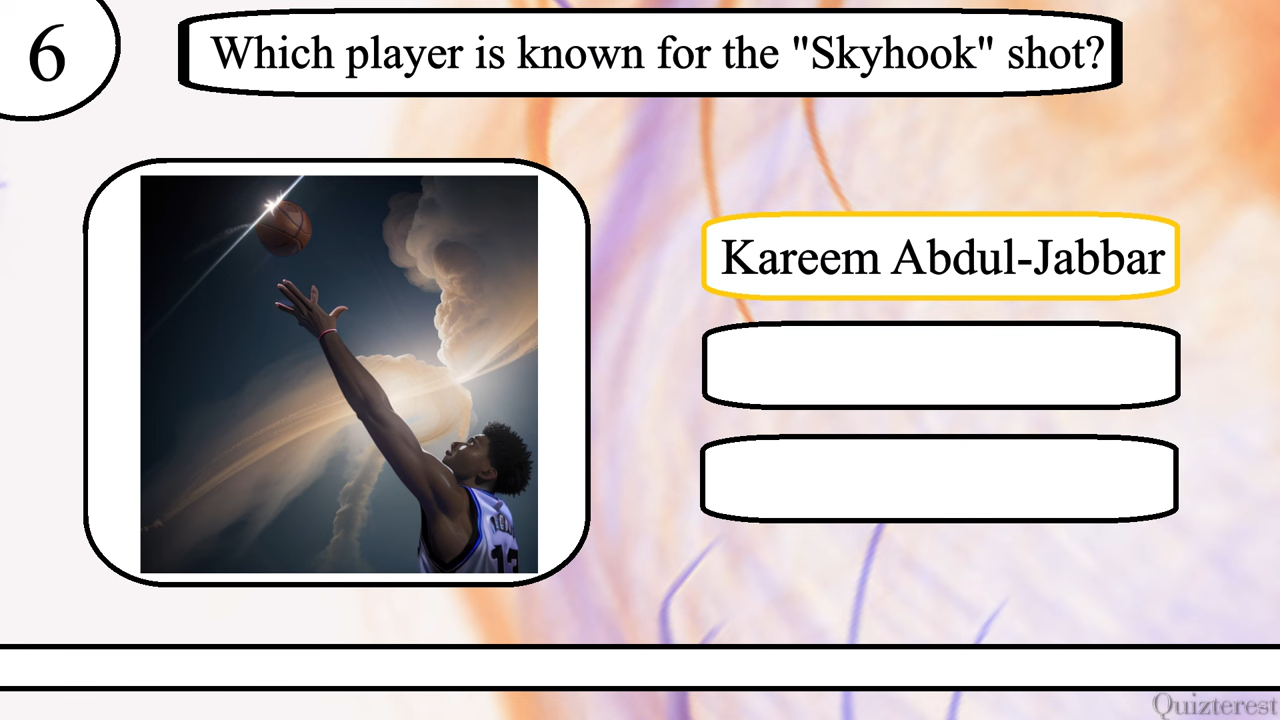 6
Which player is known for the "Skyhook" shot?
Kareem Abdul-Jabbar
Quizterest